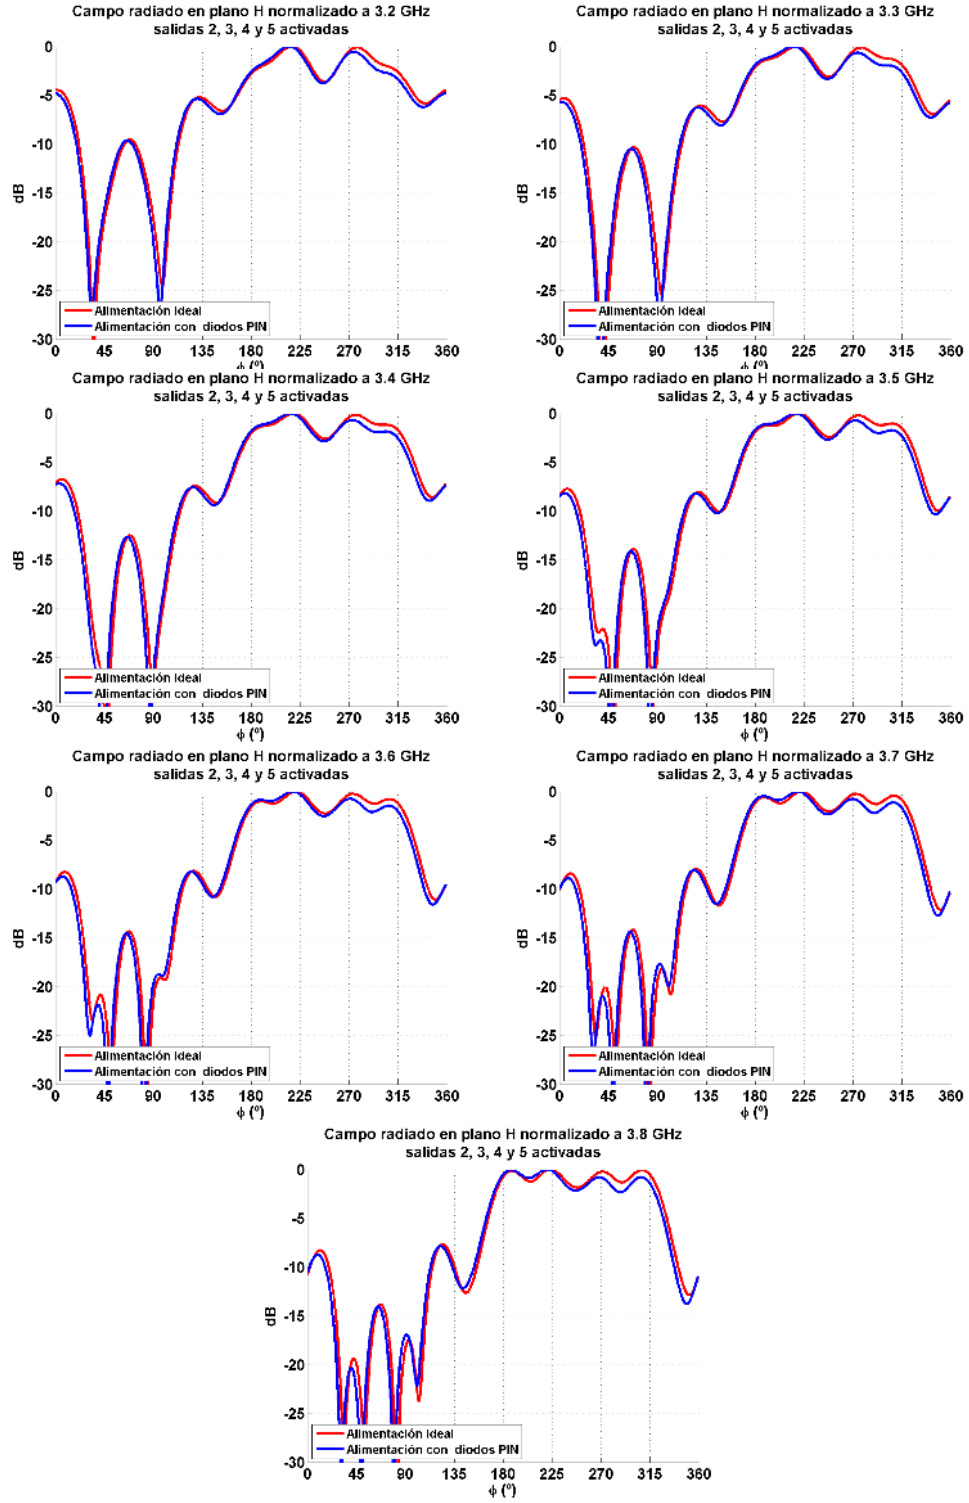 Campo radiado en plano H normalizado a 3.2 GHz
salidas 2, 3, 4 y 5 activadas
0
-5
-10
-15
-20
-25
-30
dB
Alimentación Ideal
Alimentación con diodos PIN
0 45 90 135 180 225 270 315 360
ϕ (º)
Campo radiado en plano H normalizado a 3.3 GHz
salidas 2, 3, 4 y 5 activadas
0
-5
-10
-15
-20
-25
-30
dB
Alimentación Ideal
Alimentación con diodos PIN
0 45 90 135 180 225 270 315 360
ϕ (º)
Campo radiado en plano H normalizado a 3.4 GHz
salidas 2, 3, 4 y 5 activadas
0
-5
-10
-15
-20
-25
-30
dB
Alimentación Ideal
Alimentación con diodos PIN
0 45 90 135 180 225 270 315 360
ϕ (º)
Campo radiado en plano H normalizado a 3.5 GHz
salidas 2, 3, 4 y 5 activadas
0
-5
-10
-15
-20
-25
-30
dB
Alimentación Ideal
Alimentación con diodos PIN
0 45 90 135 180 225 270 315 360
ϕ (º)
Campo radiado en plano H normalizado a 3.6 GHz
salidas 2, 3, 4 y 5 activadas
0
-5
-10
-15
-20
-25
-30
dB
Alimentación Ideal
Alimentación con diodos PIN
0 45 90 135 180 225 270 315 360
ϕ (º)
Campo radiado en plano H normalizado a 3.7 GHz
salidas 2, 3, 4 y 5 activadas
0
-5
-10
-15
-20
-25
-30
dB
Alimentación Ideal
Alimentación con diodos PIN
0 45 90 135 180 225 270 315 360
ϕ (º)
Campo radiado en plano H normalizado a 3.8 GHz
salidas 2, 3, 4 y 5 activadas
0
-5
-10
-15
-20
-25
-30
dB
Alimentación Ideal
Alimentación con diodos PIN
0 45 90 135 180 225 270 315 360
ϕ (º)